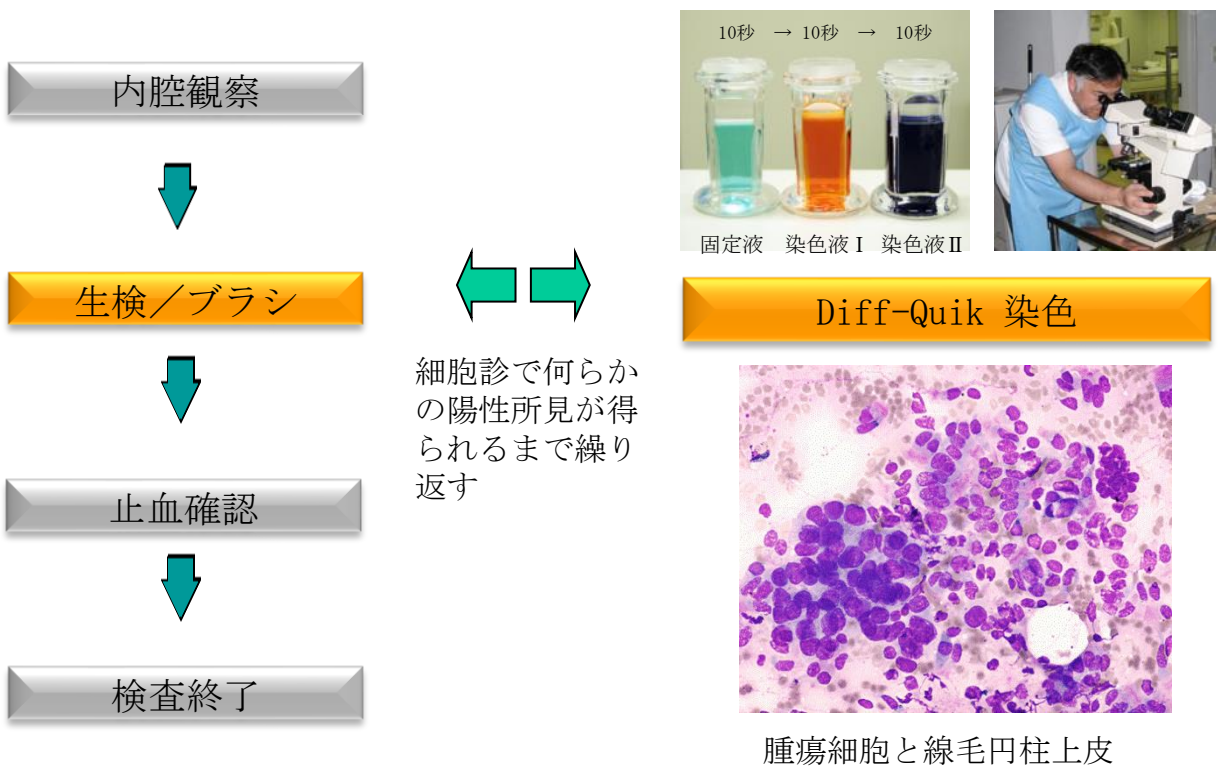 内腔観察
生検／ブラシ
止血確認
検査終了
細胞診で何らか
の陽性所見が得
られるまで繰り
返す
10秒 → 10秒 → 10秒
固定液 染色液Ⅰ 染色液Ⅱ
Diff-Quik 染色
腫瘍細胞と線毛円柱上皮